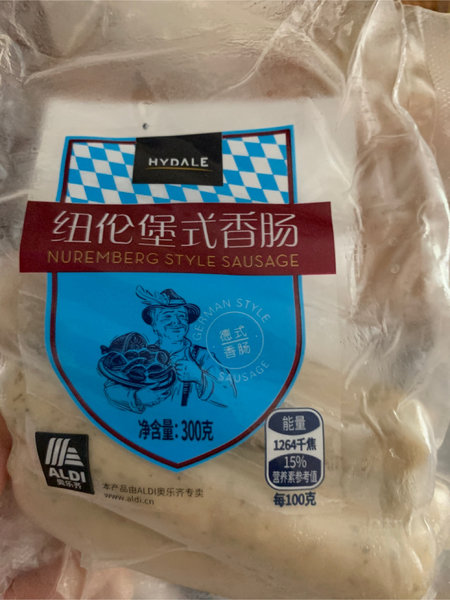 HYDALE
纽伦堡式香肠
NUREMBERG STYLE SAUSAGE
GERMAN STYLE
德式
香肠
SAUSAGE
净含量:300克
能量
1264千焦
15%
营养素参考值
每100克
ALDI
奥乐齐
本产品由ALDI奥乐齐专卖
www.aldi.cn